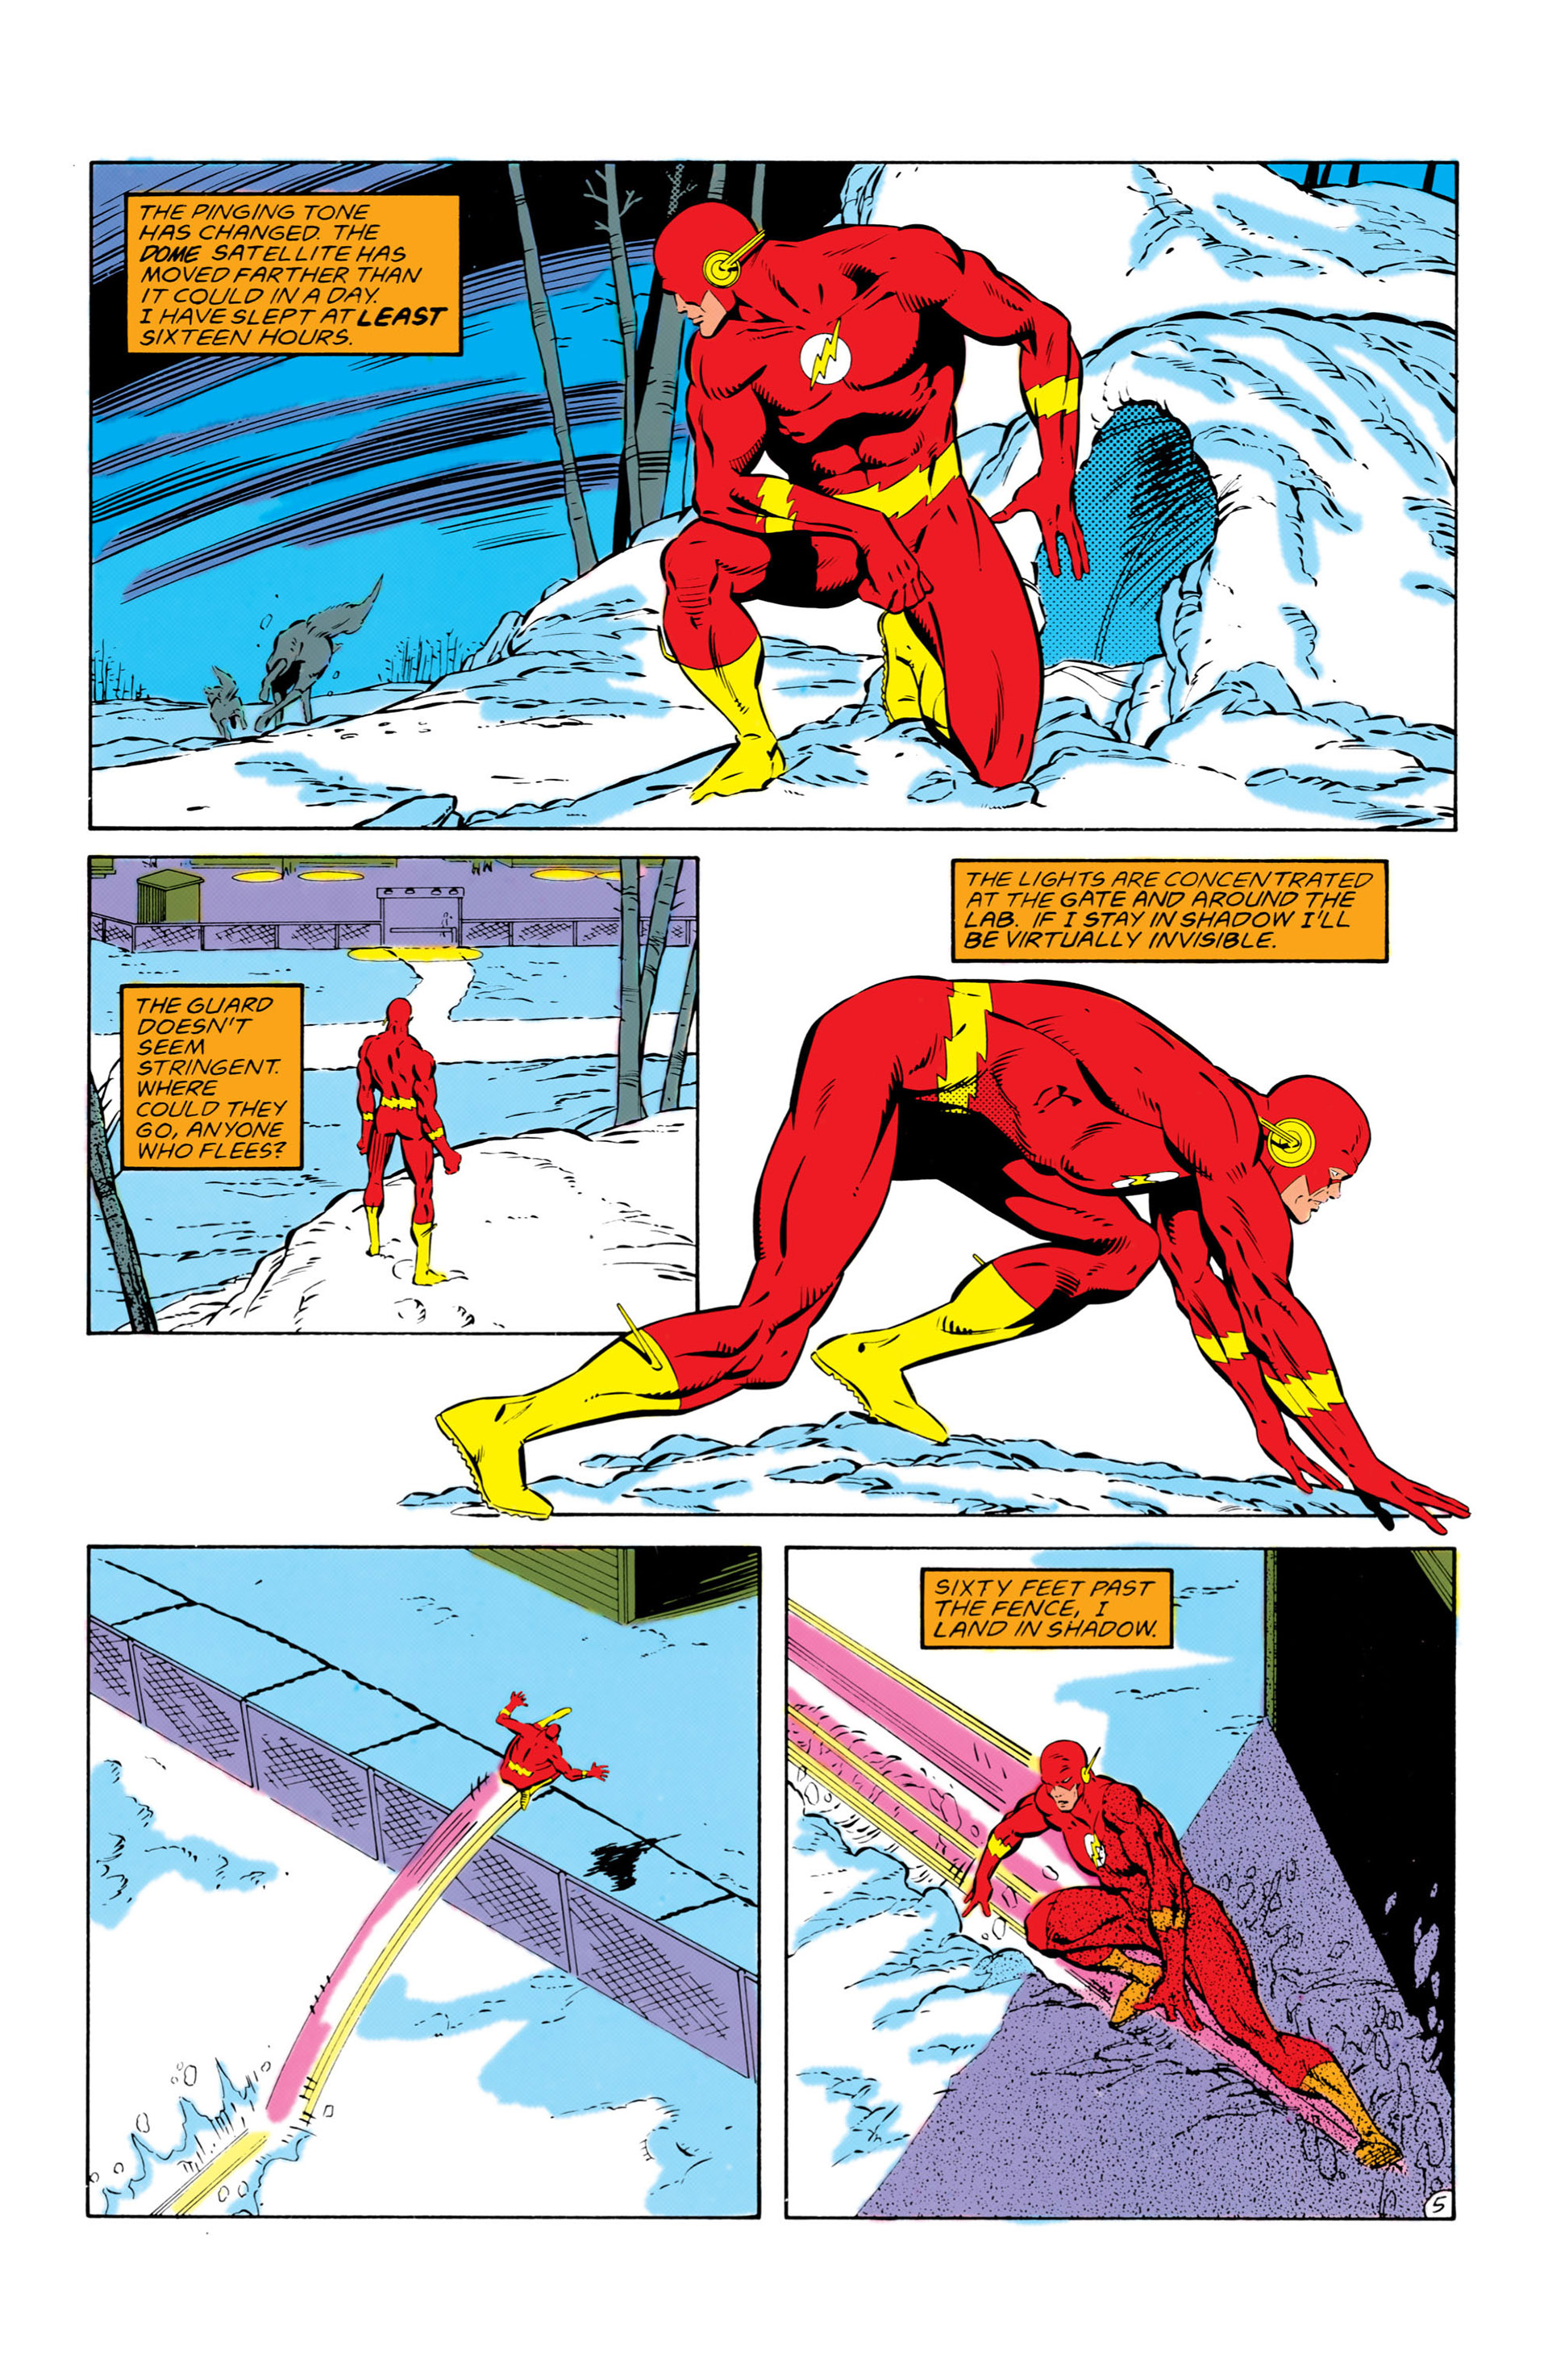 THE PINGING TONE
HAS CHANGED. THE
DOME SATELLITE HAS
MOVED FARTHER THAN
IT COULD IN A DAY.
I HAVE SLEPT AT LEAST
SIXTEEN HOURS.
THE GUARD
DOESN'T
SEEM
STRINGENT.
WHERE
COULD THEY
GO, ANYONE
WHO FLEES?
THE LIGHTS ARE CONCENTRATED
AT THE GATE AND AROUND THE
LAB. IF I STAY IN SHADOW I'LL
BE VIRTUALLY INVISIBLE.
SIXTY FEET PAST
THE FENCE, I
LAND IN SHADOW.
5